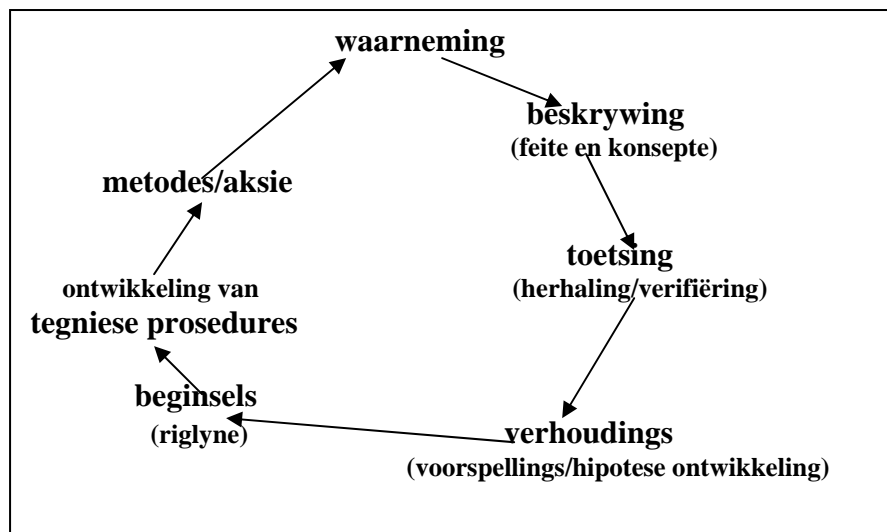 waarneming
beskrywing
(feite en konsepte)
toetsing
(herhaling/verifiëring)
verhoudings
(voorspellings/hipotese ontwikkeling)
beginsels
(riglyne)
ontwikkeling van
tegniese prosedures
metodes/aksie